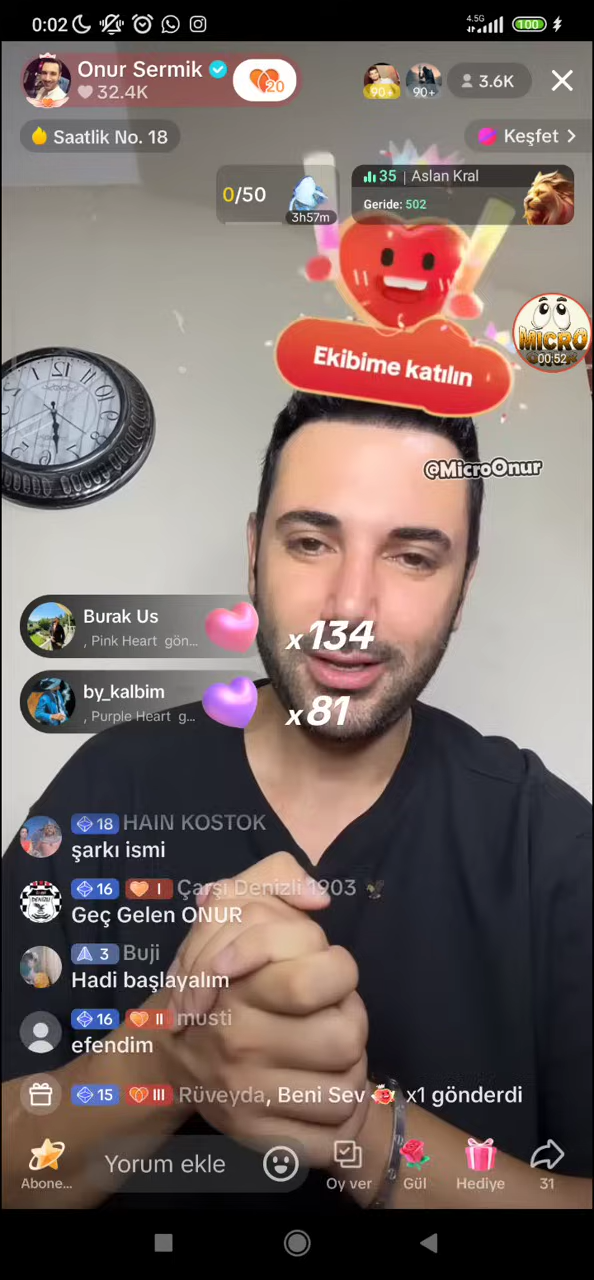 0:02
4.5G
100
Onur Sermik
32.4K
20
90+
90+
3.6K
Saatlik No. 18
Keşfet
0/50
3h57m
35 | Aslan Kral
Geride: 502
Ekibime katılın
MICRO
00:52
@MicroOnur
Burak Us
, Pink Heart gön...
x134
by_kalbim
, Purple Heart g...
x81
18 HAIN KOSTOK
şarkı ismi
16 I Çarşı Denizli 1903
Geç Gelen ONUR
3 Buji
Hadi başlayalım
16 II musti
efendim
15 III Rüveyda, Beni Sev x1 gönderdi
Abone...
Yorum ekle
Oy ver
Gül
Hediye
31